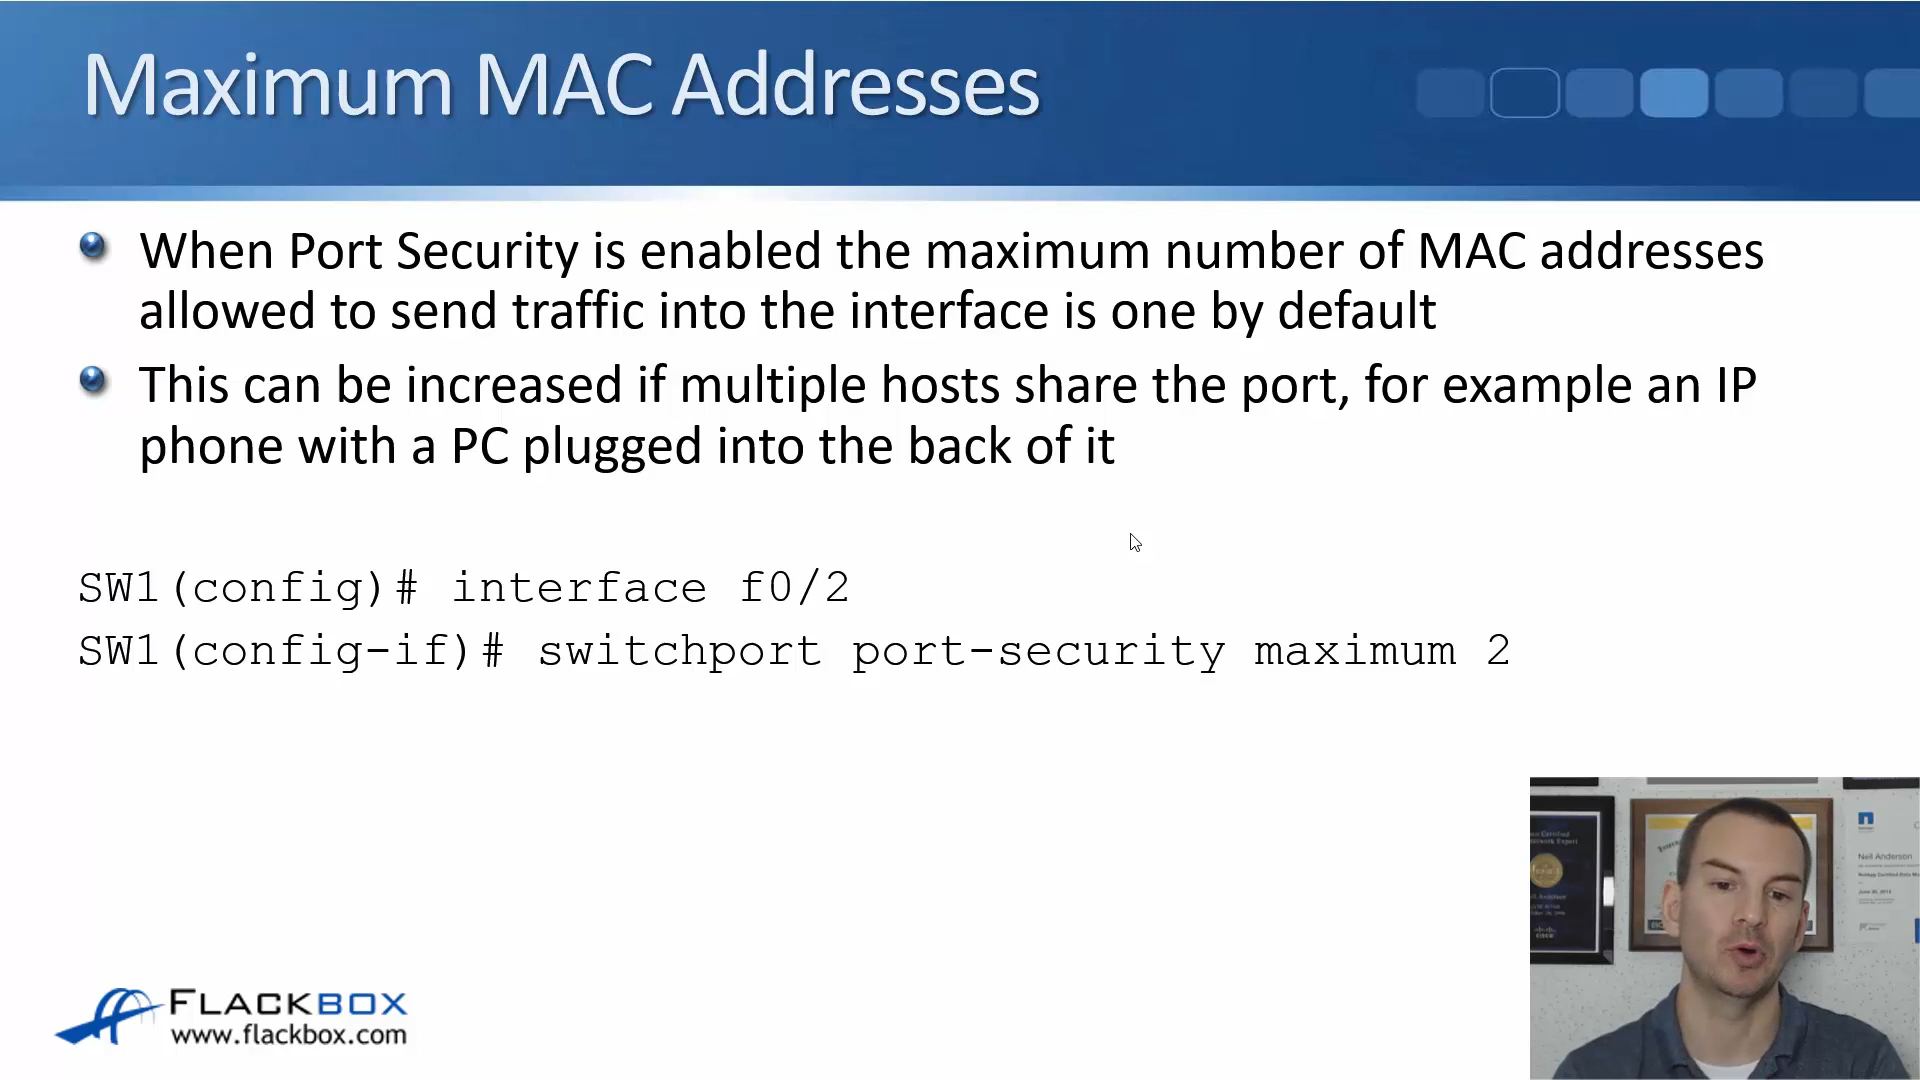 Maximum MAC Addresses
When Port Security is enabled the maximum number of MAC addresses
allowed to send traffic into the interface is one by default
This can be increased if multiple hosts share the port, for example an IP
phone with a PC plugged into the back of it
SW1(config)# interface f0/2
SW1(config-if)# switchport port-security maximum 2
Neil Anderson
CISCO
FLACKBOX
www.flackbox.com